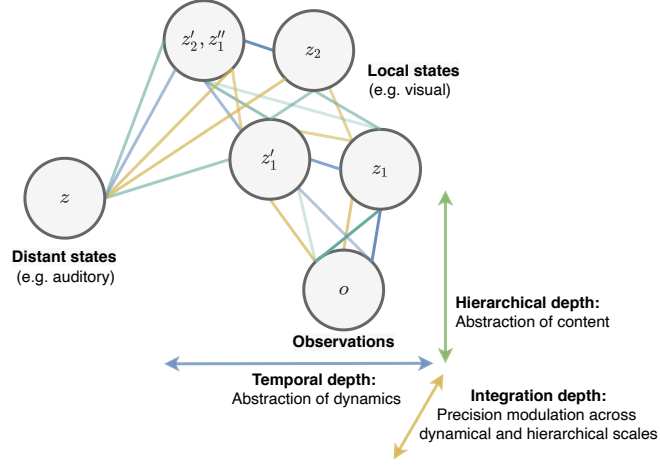 z′₂, z″₁
z₂
Local states
(e.g. visual)
z′₁
z₁
z
Distant states
(e.g. auditory)
o
Observations
Hierarchical depth:
Abstraction of content
Temporal depth:
Abstraction of dynamics
Integration depth:
Precision modulation across
dynamical and hierarchical scales